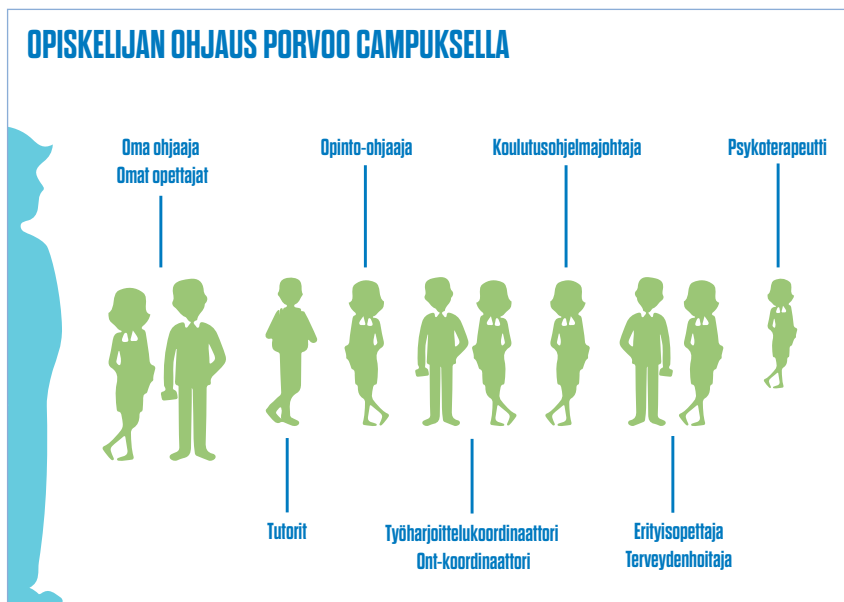 OPISKELIJAN OHJAUS PORVOO CAMPUKSELLA
Oma ohjaaja
Omat opettajat
Opinto-ohjaaja
Koulutusohjelmajohtaja
Psykoterapeutti
Tutorit
Työharjoittelukoordinaattori
Ont-koordinaattori
Erityisopettaja
Terveydenhoitaja